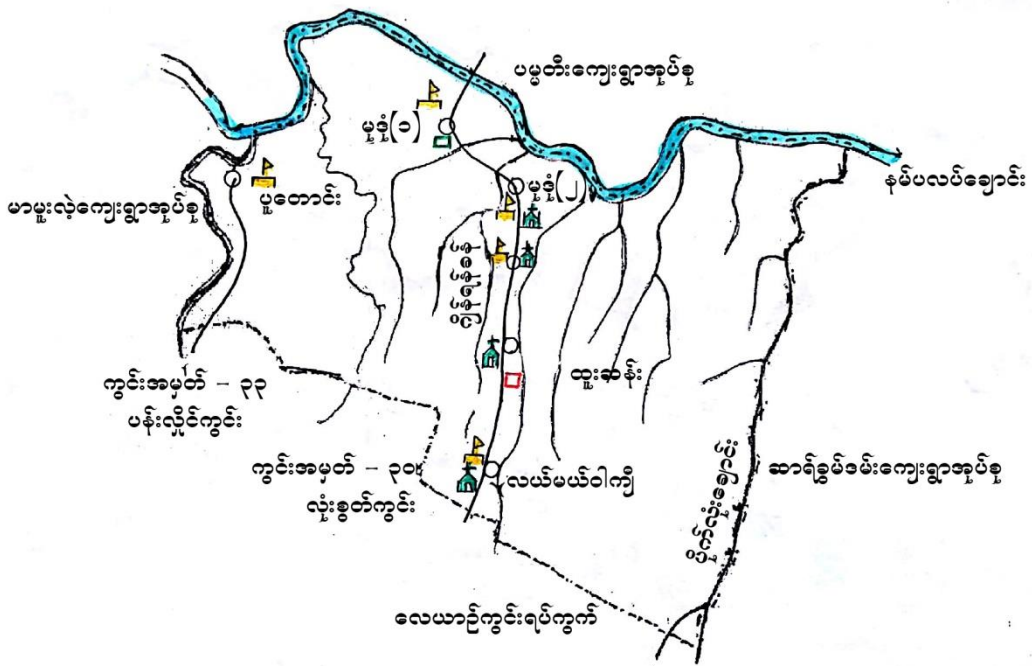 ပမ္မတီးကျေးရွာအုပ်စု
မုဒုံ(၁)
နမ်ပလပ်ချောင်း
မုဒုံ(၂)
ပူတောင်း
မာမူးလှဲ့ကျေးရွာအုပ်စု
ထူးဆန်း
ကွင်းအမှတ် - ၃၃
ပန်းလှိုင်ကွင်း
ကွင်းအမှတ် - ၃၀၊
လုံးစွတ်ကွင်း
လယ်မယ်ဝါကျီ
ဆာရ်ခွမ်ဒမ်းကျေးရွာအုပ်စု
လေယာဉ်ကွင်းရပ်ကွက်